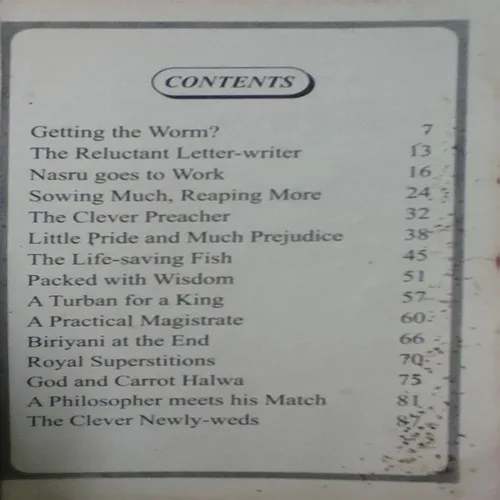 CONTENTS
Getting the Worm? 7
The Reluctant Letter-writer 13
Nasru goes to Work 16
Sowing Much, Reaping More 24
The Clever Preacher 32
Little Pride and Much Prejudice 38
The Life-saving Fish 45
Packed with Wisdom 51
A Turban for a King 57
A Practical Magistrate 60
Biriyani at the End 66
Royal Superstitions 70
God and Carrot Halwa 75
A Philosopher meets his Match 81
The Clever Newly-weds 87